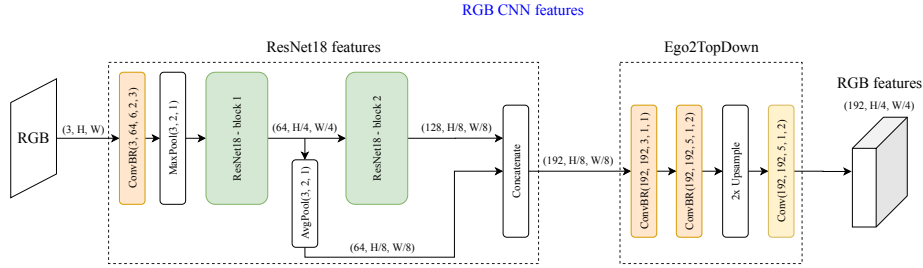 RGB CNN features
ResNet18 features
Ego2TopDown
RGB features
(192, H/4, W/4)
RGB
(3, H, W)
ConvBR(3, 64, 6, 2, 3)
MaxPool(3, 2, 1)
ResNet18 - block 1
(64, H/4, W/4)
AvgPool(3, 2, 1)
ResNet18 - block 2
(128, H/8, W/8)
(64, H/8, W/8)
Concatenate
(192, H/8, W/8)
ConvBR(192, 192, 3, 1, 1)
ConvBR(192, 192, 5, 1, 2)
2x Upsample
Conv(192, 192, 5, 1, 2)